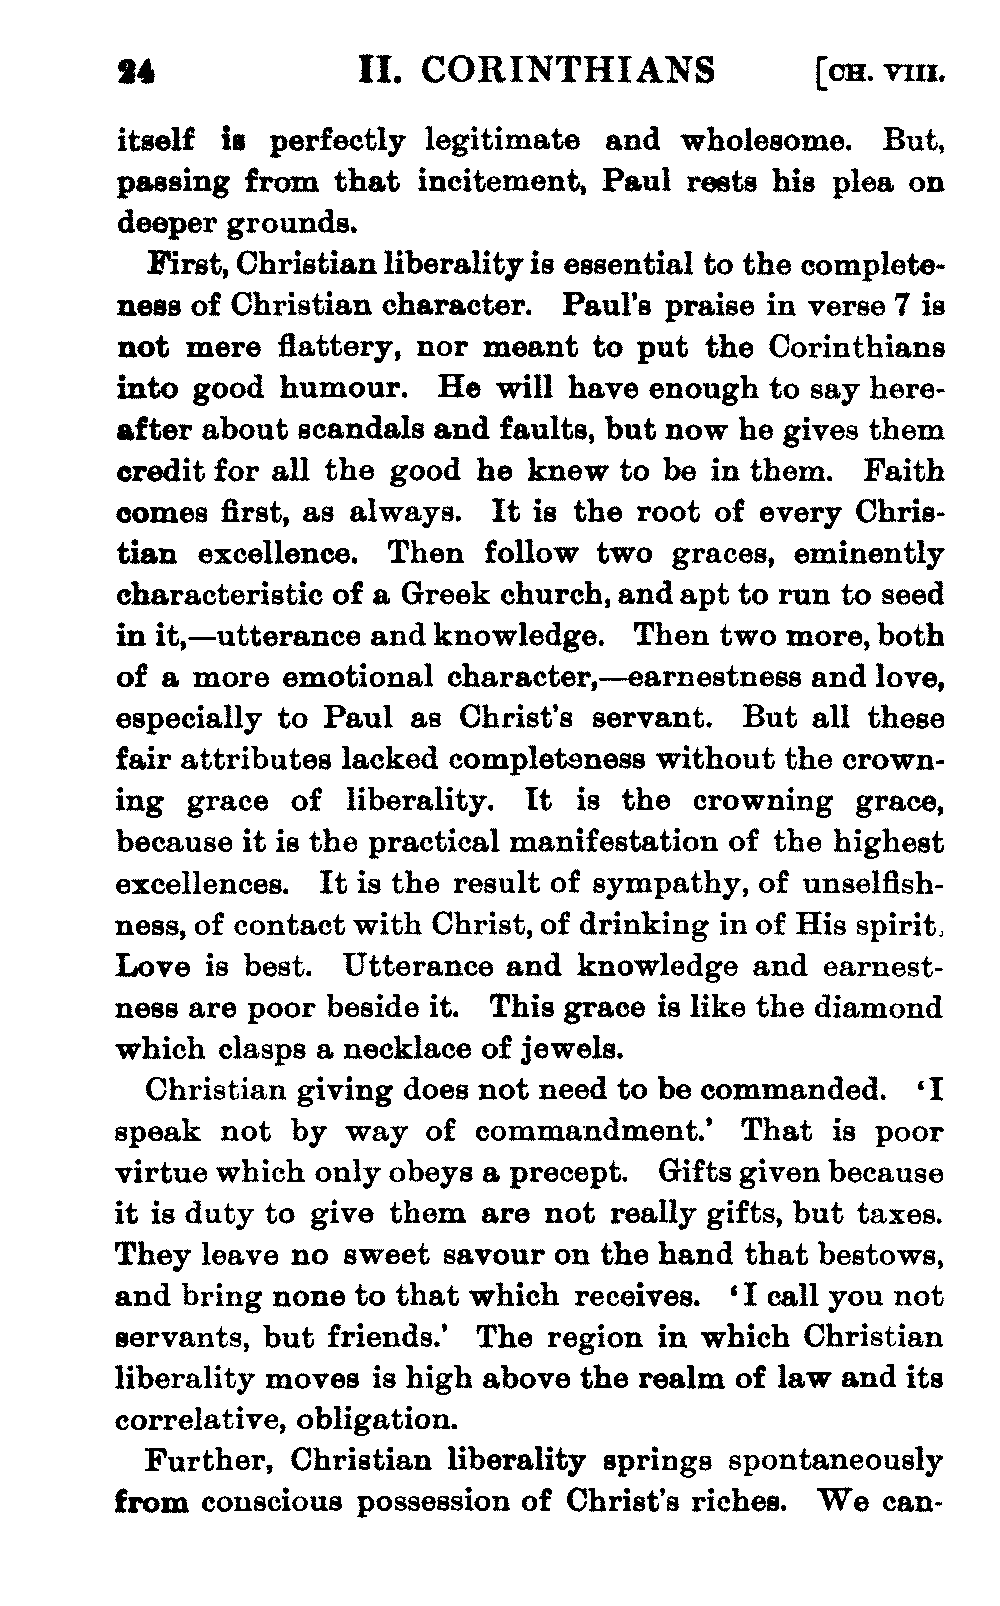 24 II. CORINTHIANS [CH. VIII.
itself is perfectly legitimate and wholesome. But,
passing from that incitement, Paul rests his plea on
deeper grounds.
First, Christian liberality is essential to the complete-
ness of Christian character. Paul's praise in verse 7 is
not mere flattery, nor meant to put the Corinthians
into good humour. He will have enough to say here-
after about scandals and faults, but now he gives them
credit for all the good he knew to be in them. Faith
comes first, as always. It is the root of every Chris-
tian excellence. Then follow two graces, eminently
characteristic of a Greek church, and apt to run to seed
in it,—utterance and knowledge. Then two more, both
of a more emotional character,—earnestness and love,
especially to Paul as Christ's servant. But all these
fair attributes lacked completeness without the crown-
ing grace of liberality. It is the crowning grace,
because it is the practical manifestation of the highest
excellences. It is the result of sympathy, of unselfish-
ness, of contact with Christ, of drinking in of His spirit.
Love is best. Utterance and knowledge and earnest-
ness are poor beside it. This grace is like the diamond
which clasps a necklace of jewels.
Christian giving does not need to be commanded. 'I
speak not by way of commandment.' That is poor
virtue which only obeys a precept. Gifts given because
it is duty to give them are not really gifts, but taxes.
They leave no sweet savour on the hand that bestows,
and bring none to that which receives. 'I call you not
servants, but friends.' The region in which Christian
liberality moves is high above the realm of law and its
correlative, obligation.
Further, Christian liberality springs spontaneously
from conscious possession of Christ's riches. We can-